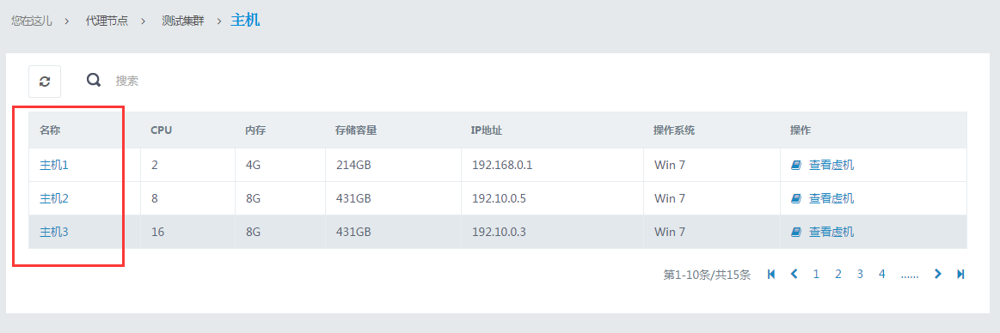 您在这儿 > 代理节点 > 测试集群 > 主机
搜索
名称 CPU 内存 存储容量 IP地址 操作系统 操作
主机1 2 4G 214GB 192.168.0.1 Win 7 查看虚机
主机2 8 8G 431GB 192.10.0.5 Win 7 查看虚机
主机3 16 8G 431GB 192.10.0.3 Win 7 查看虚机
第1-10条/共15条 1 2 3 4 ......